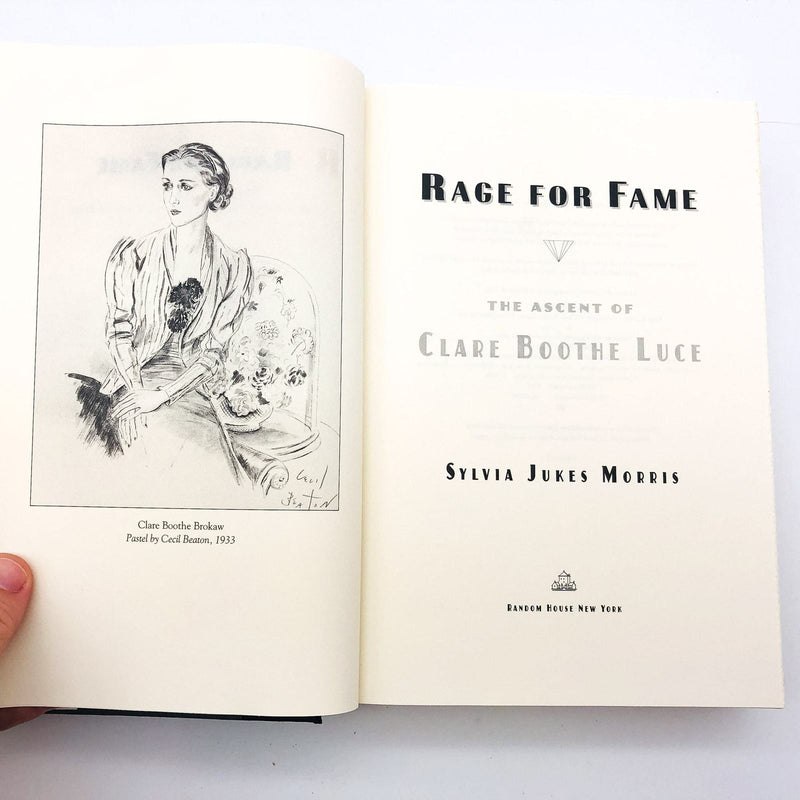 Cecil
Beaton
Clare Boothe Brokaw
Pastel by Cecil Beaton, 1933
RAGE FOR FAME
THE ASCENT OF
CLARE BOOTHE LUCE
SYLVIA JUKES MORRIS
RANDOM HOUSE NEW YORK